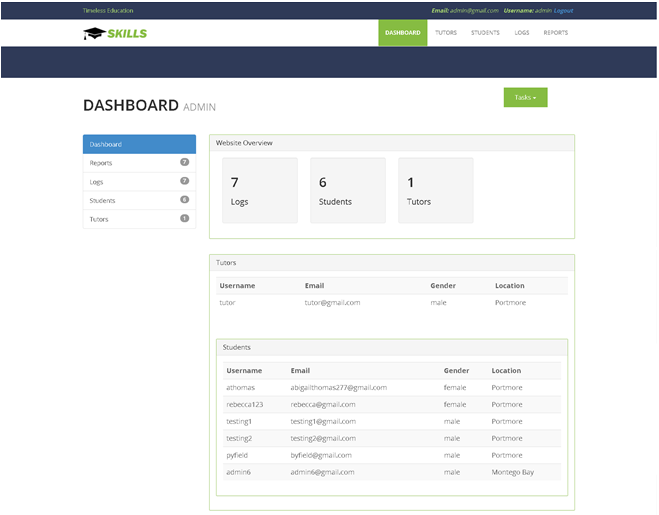 Timeless Education Email: admin@gmail.com Username: admin Logout
SKILLS DASHBOARD TUTORS STUDENTS LOGS REPORTS
DASHBOARD ADMIN
Tasks
Dashboard
Reports 7
Logs 7
Students 6
Tutors 1
Website Overview
7 6 1
Logs Students Tutors
Tutors
Username Email Gender Location
tutor tutor@gmail.com male Portmore
Students
Username Email Gender Location
athomas abigailthomas277@gmail.com female Portmore
rebecca123 rebecca@gmail.com female Portmore
testing1 testing1@gmail.com male Portmore
testing2 testing2@gmail.com male Portmore
pyfield byfield@gmail.com male Portmore
admin6 admin6@gmail.com male Montego Bay